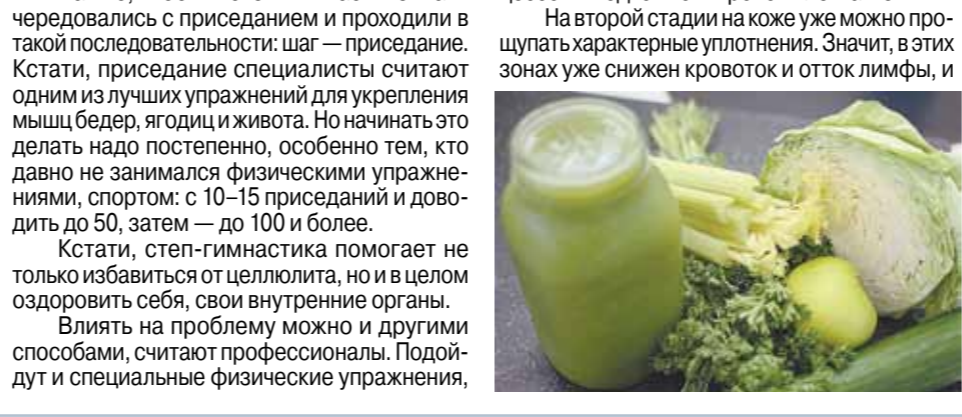 чередовались с приседанием и проходили в
такой последовательности: шаг — приседание.
Кстати, приседание специалисты считают
одним из лучших упражнений для укрепления
мышц бедер, ягодиц и живота. Но начинать это
делать надо постепенно, особенно тем, кто
давно не занимался физическими упражне-
ниями, спортом: с 10–15 приседаний и дово-
дить до 50, затем — до 100 и более.
Кстати, степ-гимнастика помогает не
только избавиться от целлюлита, но и в целом
оздоровить себя, свои внутренние органы.
Влиять на проблему можно и другими
способами, считают профессионалы. Подой-
дут и специальные физические упражнения,
На второй стадии на коже уже можно про-
щупать характерные уплотнения. Значит, в этих
зонах уже снижен кровоток и отток лимфы, и